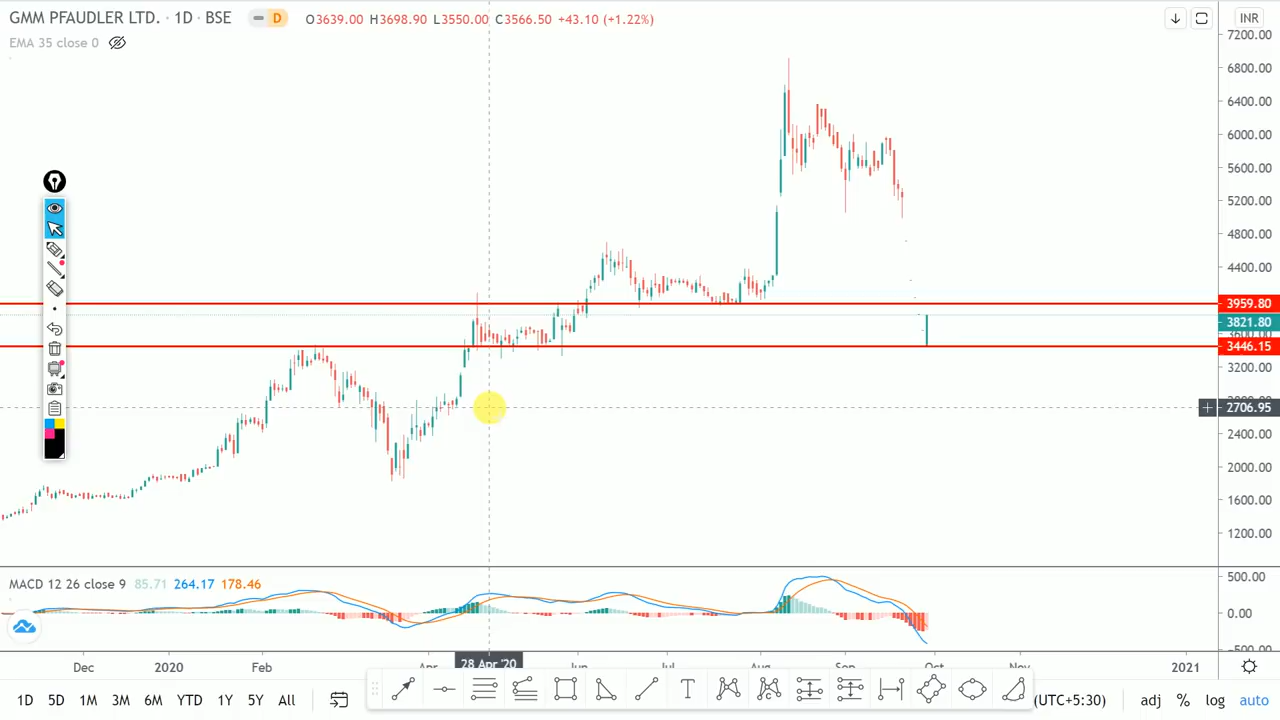 GMM PFAUDLER LTD. · 1D · BSE
D
O3639.00 H3698.90 L3550.00 C3566.50 +43.10 (+1.22%)
INR
EMA 35 close 0
7200.00
6800.00
6400.00
6000.00
5600.00
5200.00
4800.00
4400.00
3959.80
3821.80
3446.15
3200.00
2706.95
2400.00
2000.00
1600.00
1200.00
MACD 12 26 close 9 85.71 264.17 178.46
500.00
0.00
Dec 2020 Feb Apr 28 Apr '20 Jun Jul Aug Sep Oct Nov 2021
1D 5D 1M 3M 6M YTD 1Y 5Y All
T
(UTC+5:30) adj % log auto